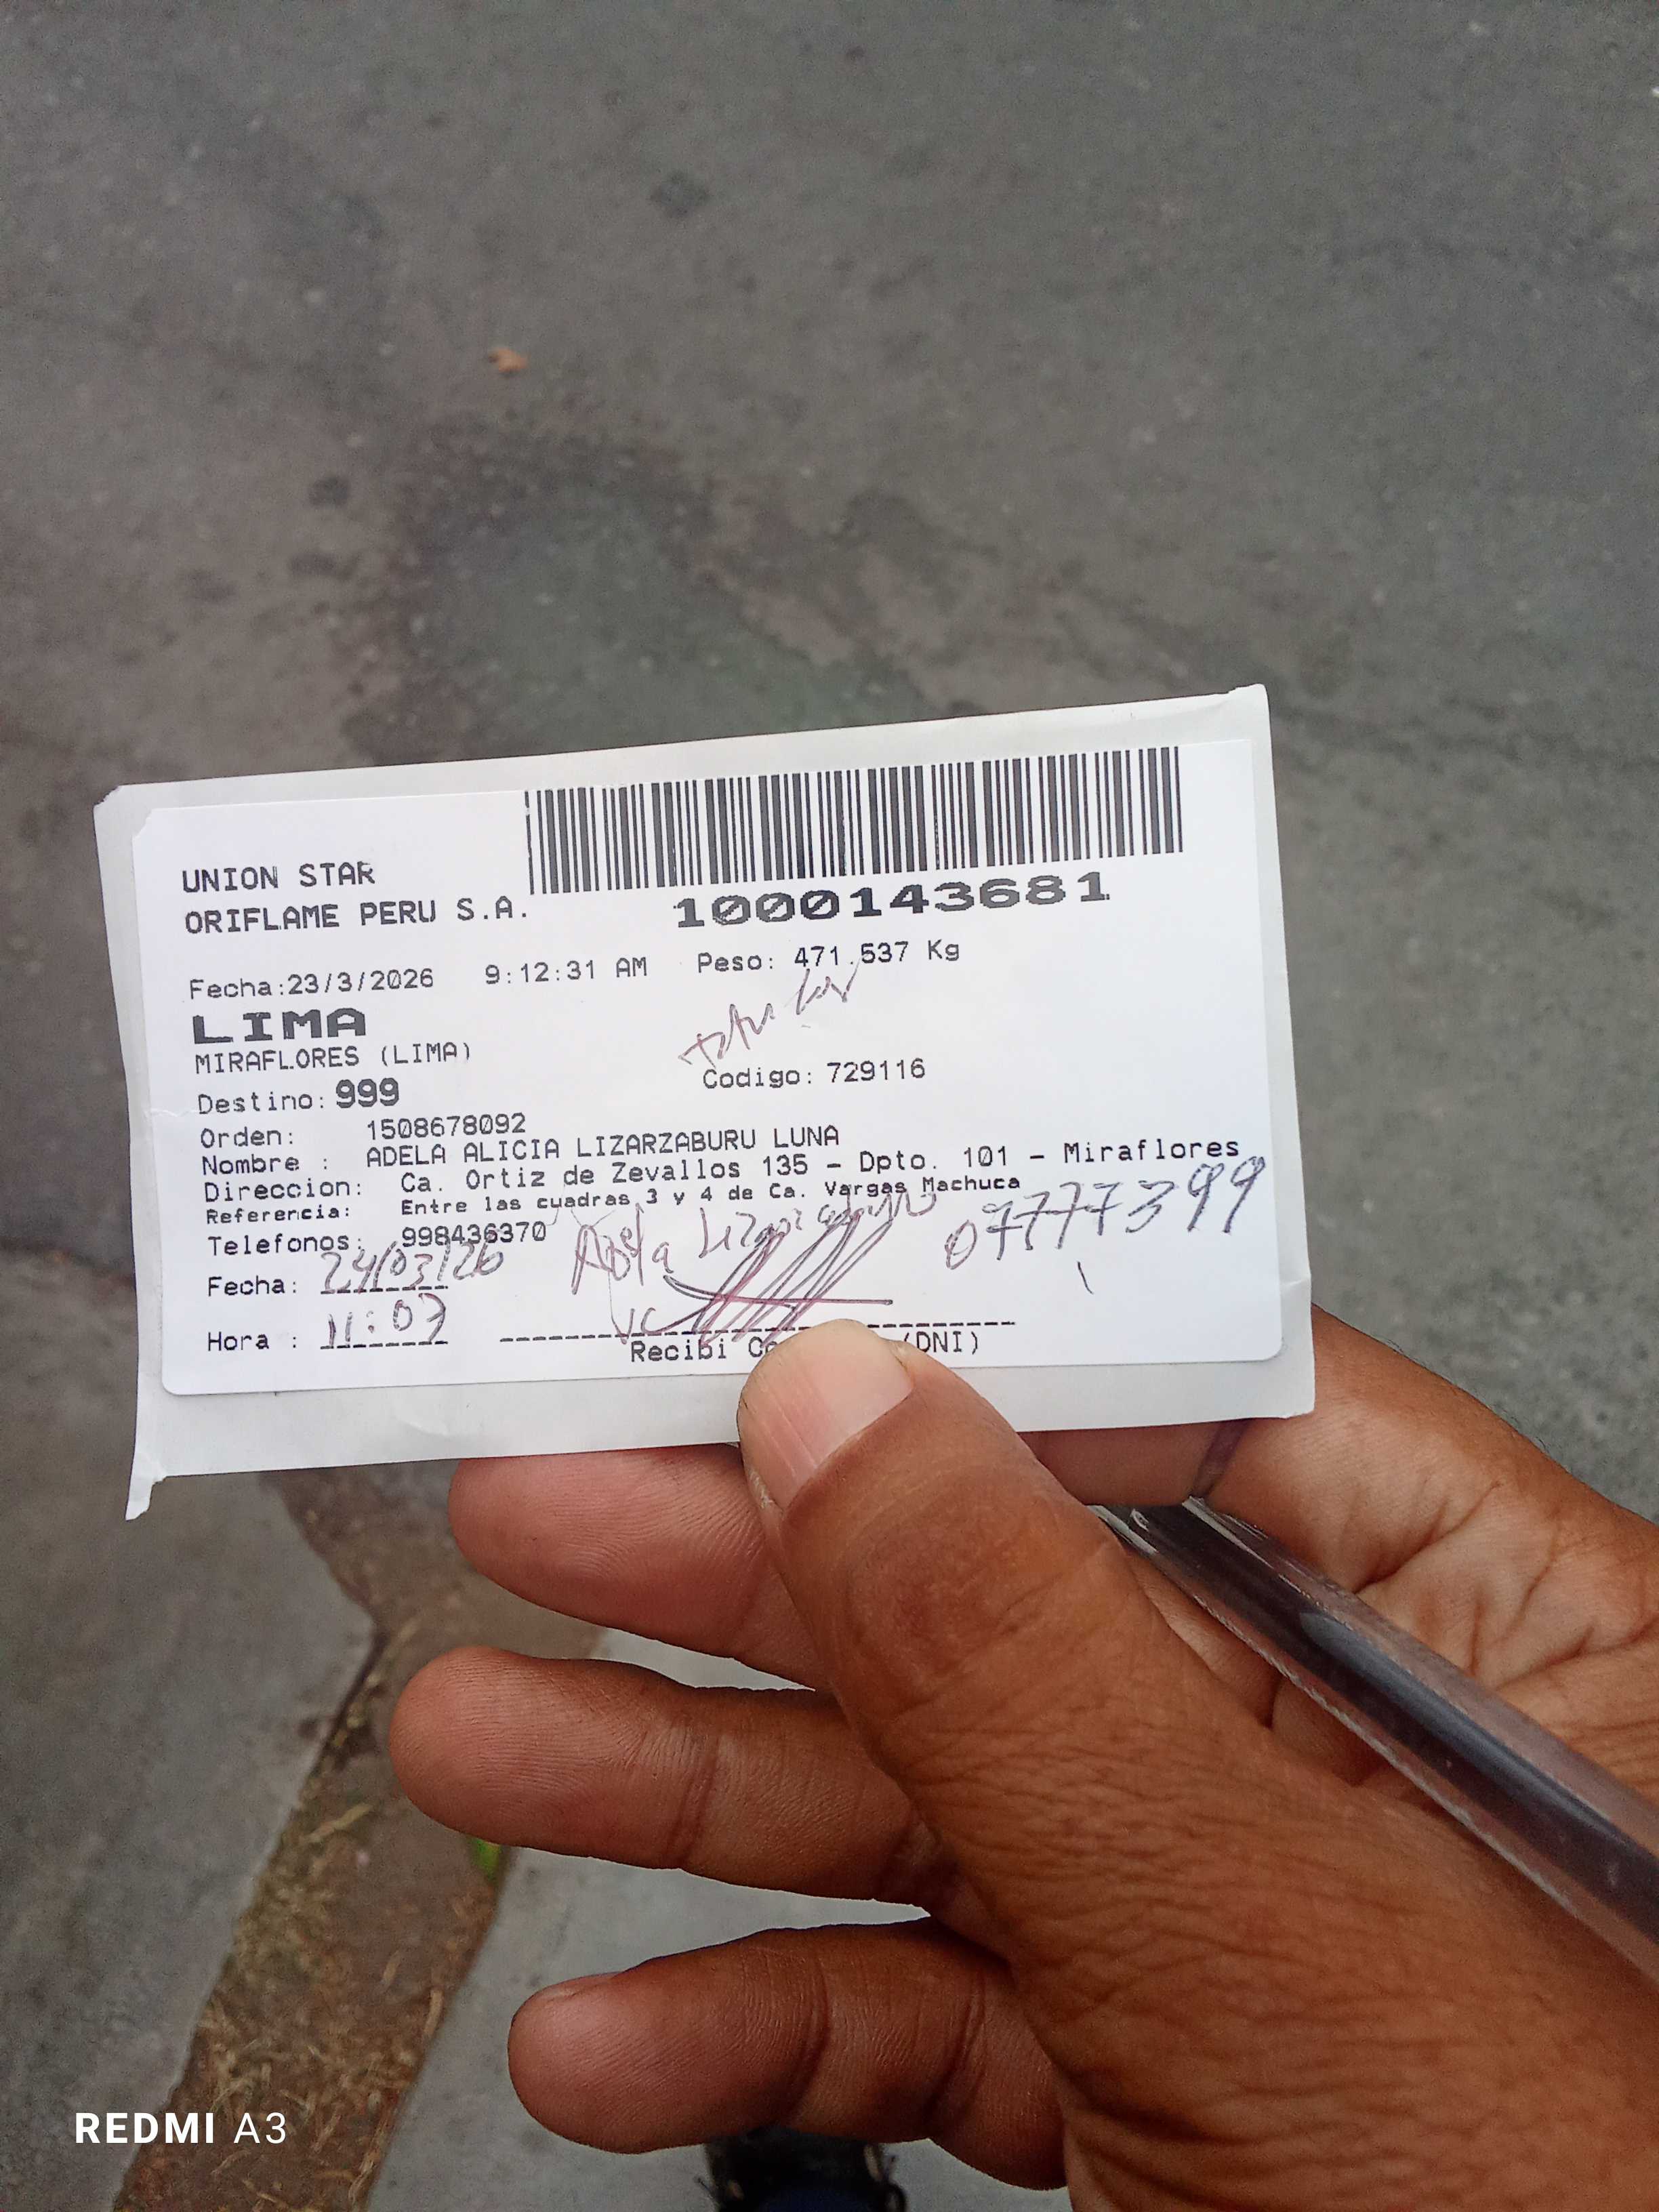 UNION STAR
ORIFLAME PERU S.A.
1000143681
Fecha:23/3/2026 9:12:31 AM Peso: 471.537 Kg
LIMA
MIRAFLORES (LIMA)
Destino: 999 Codigo: 729116
Orden: 1508678092
Nombre : ADELA ALICIA LIZARZABURU LUNA
Direccion: Ca. Ortiz de Zevallos 135 - Dpto. 101 - Miraflores
Referencia: Entre las cuadras 3 y 4 de Ca. Vargas Machuca
Telefonos: 998436370
07777399
Fecha: 24/03/26
Hora : 11:07
Recibi (DNI)
REDMI A3